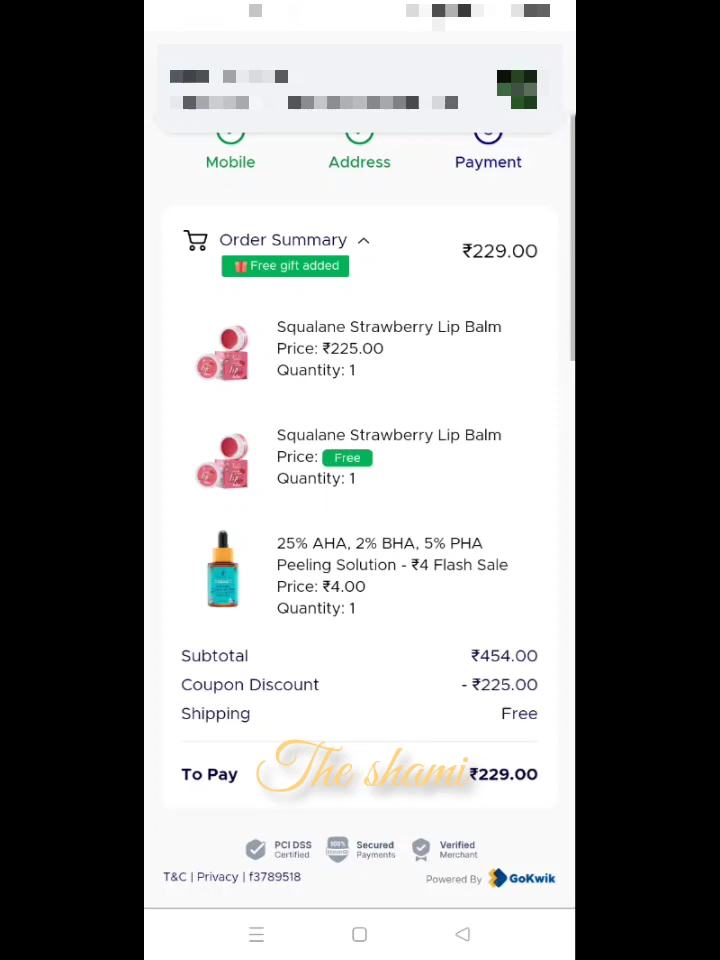 Mobile Address Payment
Order Summary ₹229.00
Free gift added
Squalane Strawberry Lip Balm
Price: ₹225.00
Quantity: 1
Squalane Strawberry Lip Balm
Price: Free
Quantity: 1
25% AHA, 2% BHA, 5% PHA
Peeling Solution - ₹4 Flash Sale
Price: ₹4.00
Quantity: 1
Subtotal ₹454.00
Coupon Discount - ₹225.00
Shipping Free
To Pay ₹229.00
The shami
PCI DSS
Certified
100%
Secured
Payments
Verified
Merchant
T&C | Privacy | f3789518
Powered By GoKwik